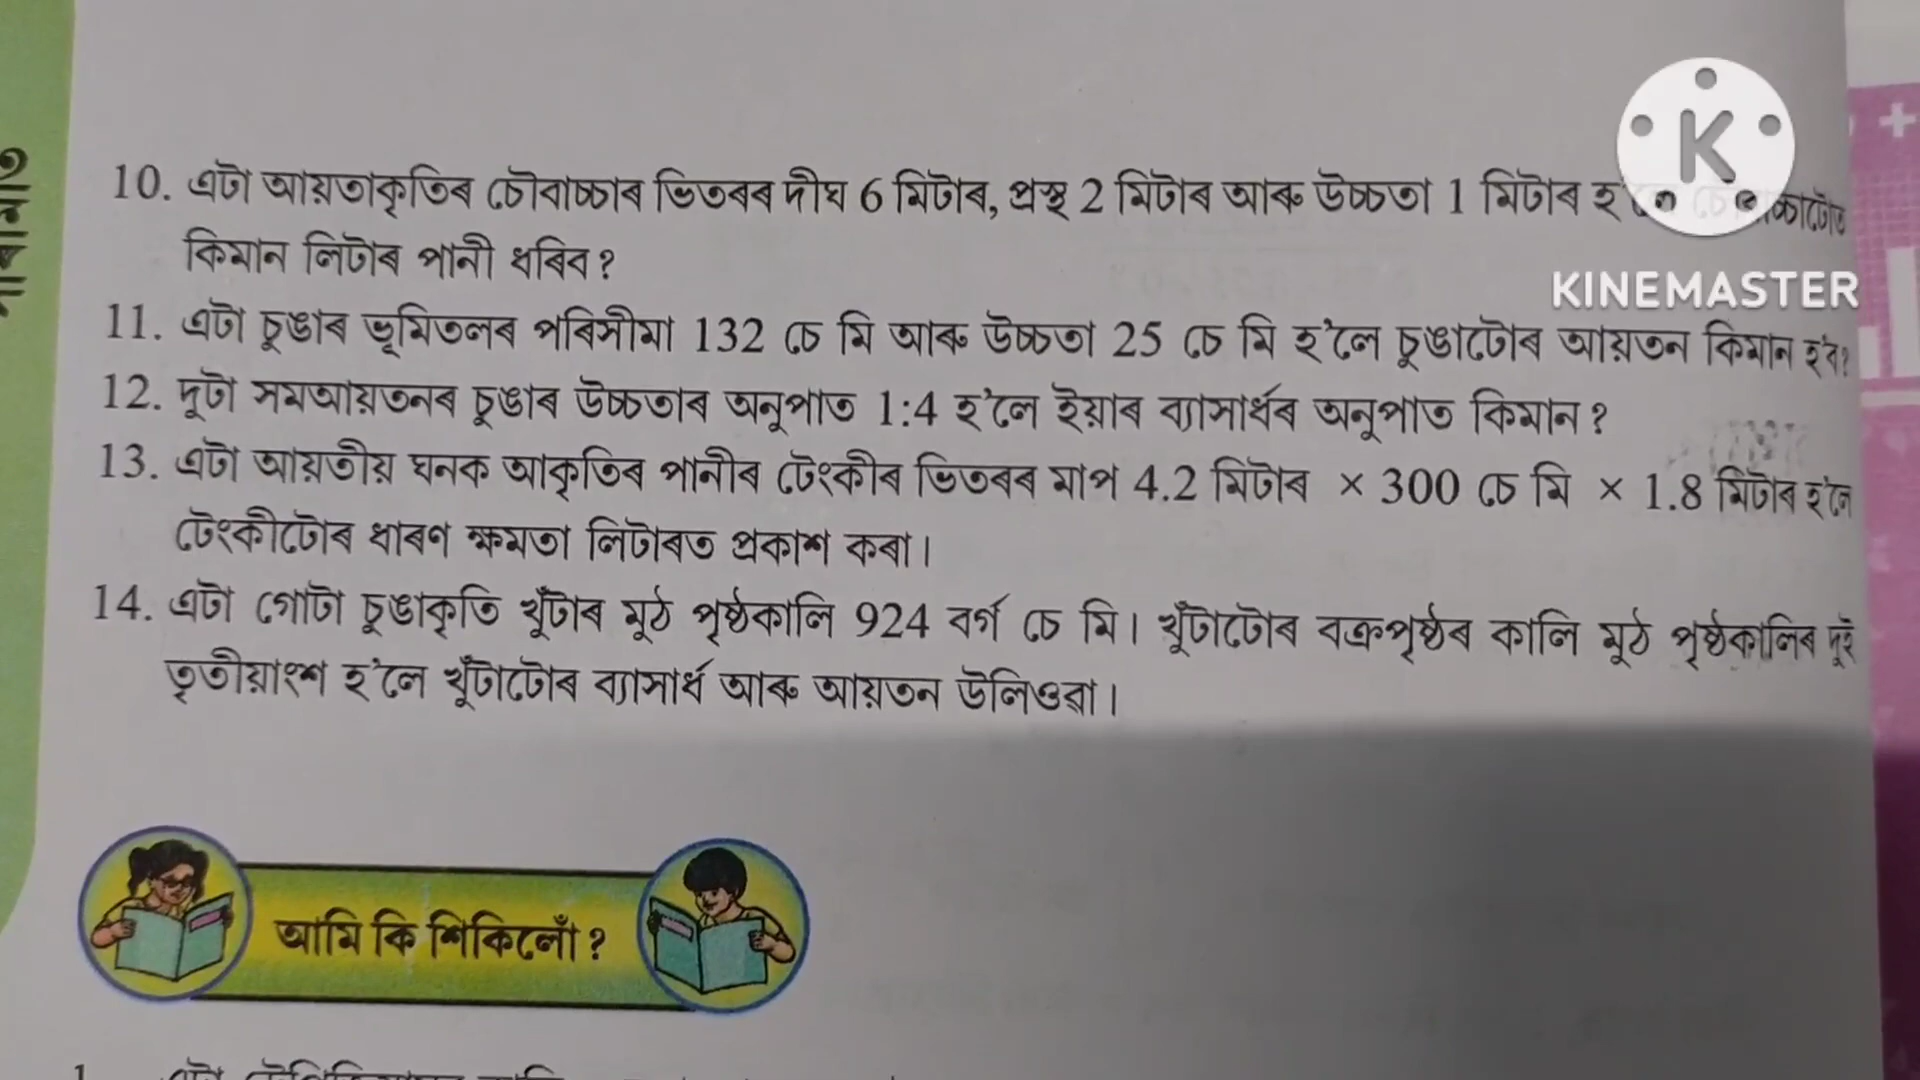 10. এটা আয়তাকৃতিৰ চৌবাচ্চাৰ ভিতৰৰ দীঘ 6 মিটাৰ, প্ৰস্থ 2 মিটাৰ আৰু উচ্চতা 1 মিটাৰ
কিমান লিটাৰ পানী ধৰিব?
KINEMASTER
11. এটা চুঙাৰ ভূমিতলৰ পৰিসীমা 132 চে মি আৰু উচ্চতা 25 চে মি হ'লে চুঙাটোৰ আয়তন কিমান হ'ব?
12. দুটা সমআয়তনৰ চুঙাৰ উচ্চতাৰ অনুপাত 1:4 হ'লে ইয়াৰ ব্যাসাৰ্ধৰ অনুপাত কিমান?
13. এটা আয়তীয় ঘনক আকৃতিৰ পানীৰ টেংকীৰ ভিতৰৰ মাপ 4.2 মিটাৰ × 300 চে মি × 1.8 মিটাৰ হ'লে
টেংকীটোৰ ধাৰণ ক্ষমতা লিটাৰত প্ৰকাশ কৰা।
14. এটা গোটা চুঙাকৃতি খুঁটাৰ মুঠ পৃষ্ঠকালি 924 বৰ্গ চে মি। খুঁটাটোৰ বক্ৰপৃষ্ঠৰ কালি মুঠ পৃষ্ঠকালিৰ দুই
তৃতীয়াংশ হ'লে খুঁটাটোৰ ব্যাসাৰ্ধ আৰু আয়তন উলিওৱা।
আমি কি শিকিলোঁ?